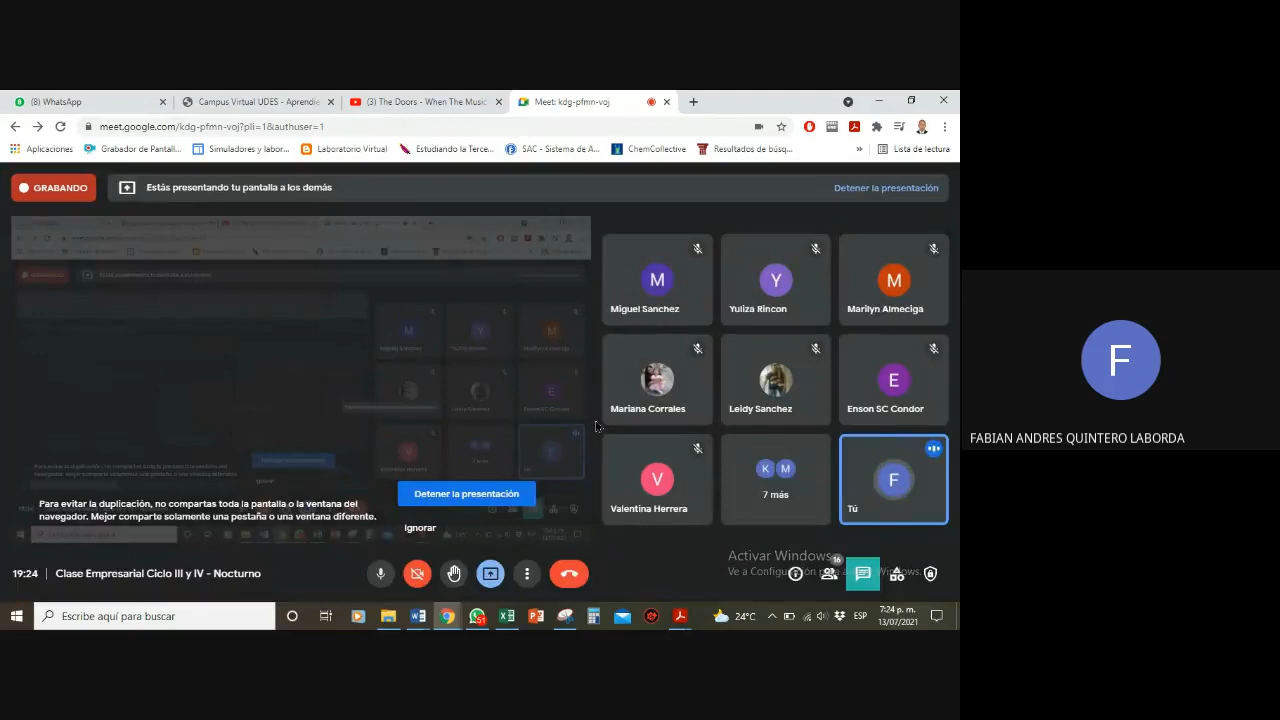 (8) WhatsApp
Campus Virtual UDES - Aprendie
(3) The Doors - When The Music
Meet: kdg-pfmn-voj
meet.google.com/kdg-pfmn-voj?pli=1&authuser=1
Aplicaciones
Grabador de Pantall...
Simuladores y labor...
Laboratorio Virtual
Estudiando la Terce...
SAC - Sistema de A...
ChemCollective
Resultados de búsq...
»
Lista de lectura
GRABANDO
Estás presentando tu pantalla a los demás
Detener la presentación
M
Miguel Sanchez
Y
Yuliza Rincon
M
Marilyn Almeciga
Mariana Corrales
Leidy Sanchez
E
Enson SC Condor
V
Valentina Herrera
K M
7 más
F
Tú
Para evitar la duplicación, no compartas toda la pantalla o la ventana del
navegador. Mejor comparte solamente una pestaña o una ventana diferente.
Detener la presentación
Ignorar
F
FABIAN ANDRES QUINTERO LABORDA
Activar Windows
Ve a Configuración para activar Windows.
19:24 | Clase Empresarial Ciclo III y IV - Nocturno
16
Escribe aquí para buscar
51
24°C
ESP
7:24 p. m.
13/07/2021